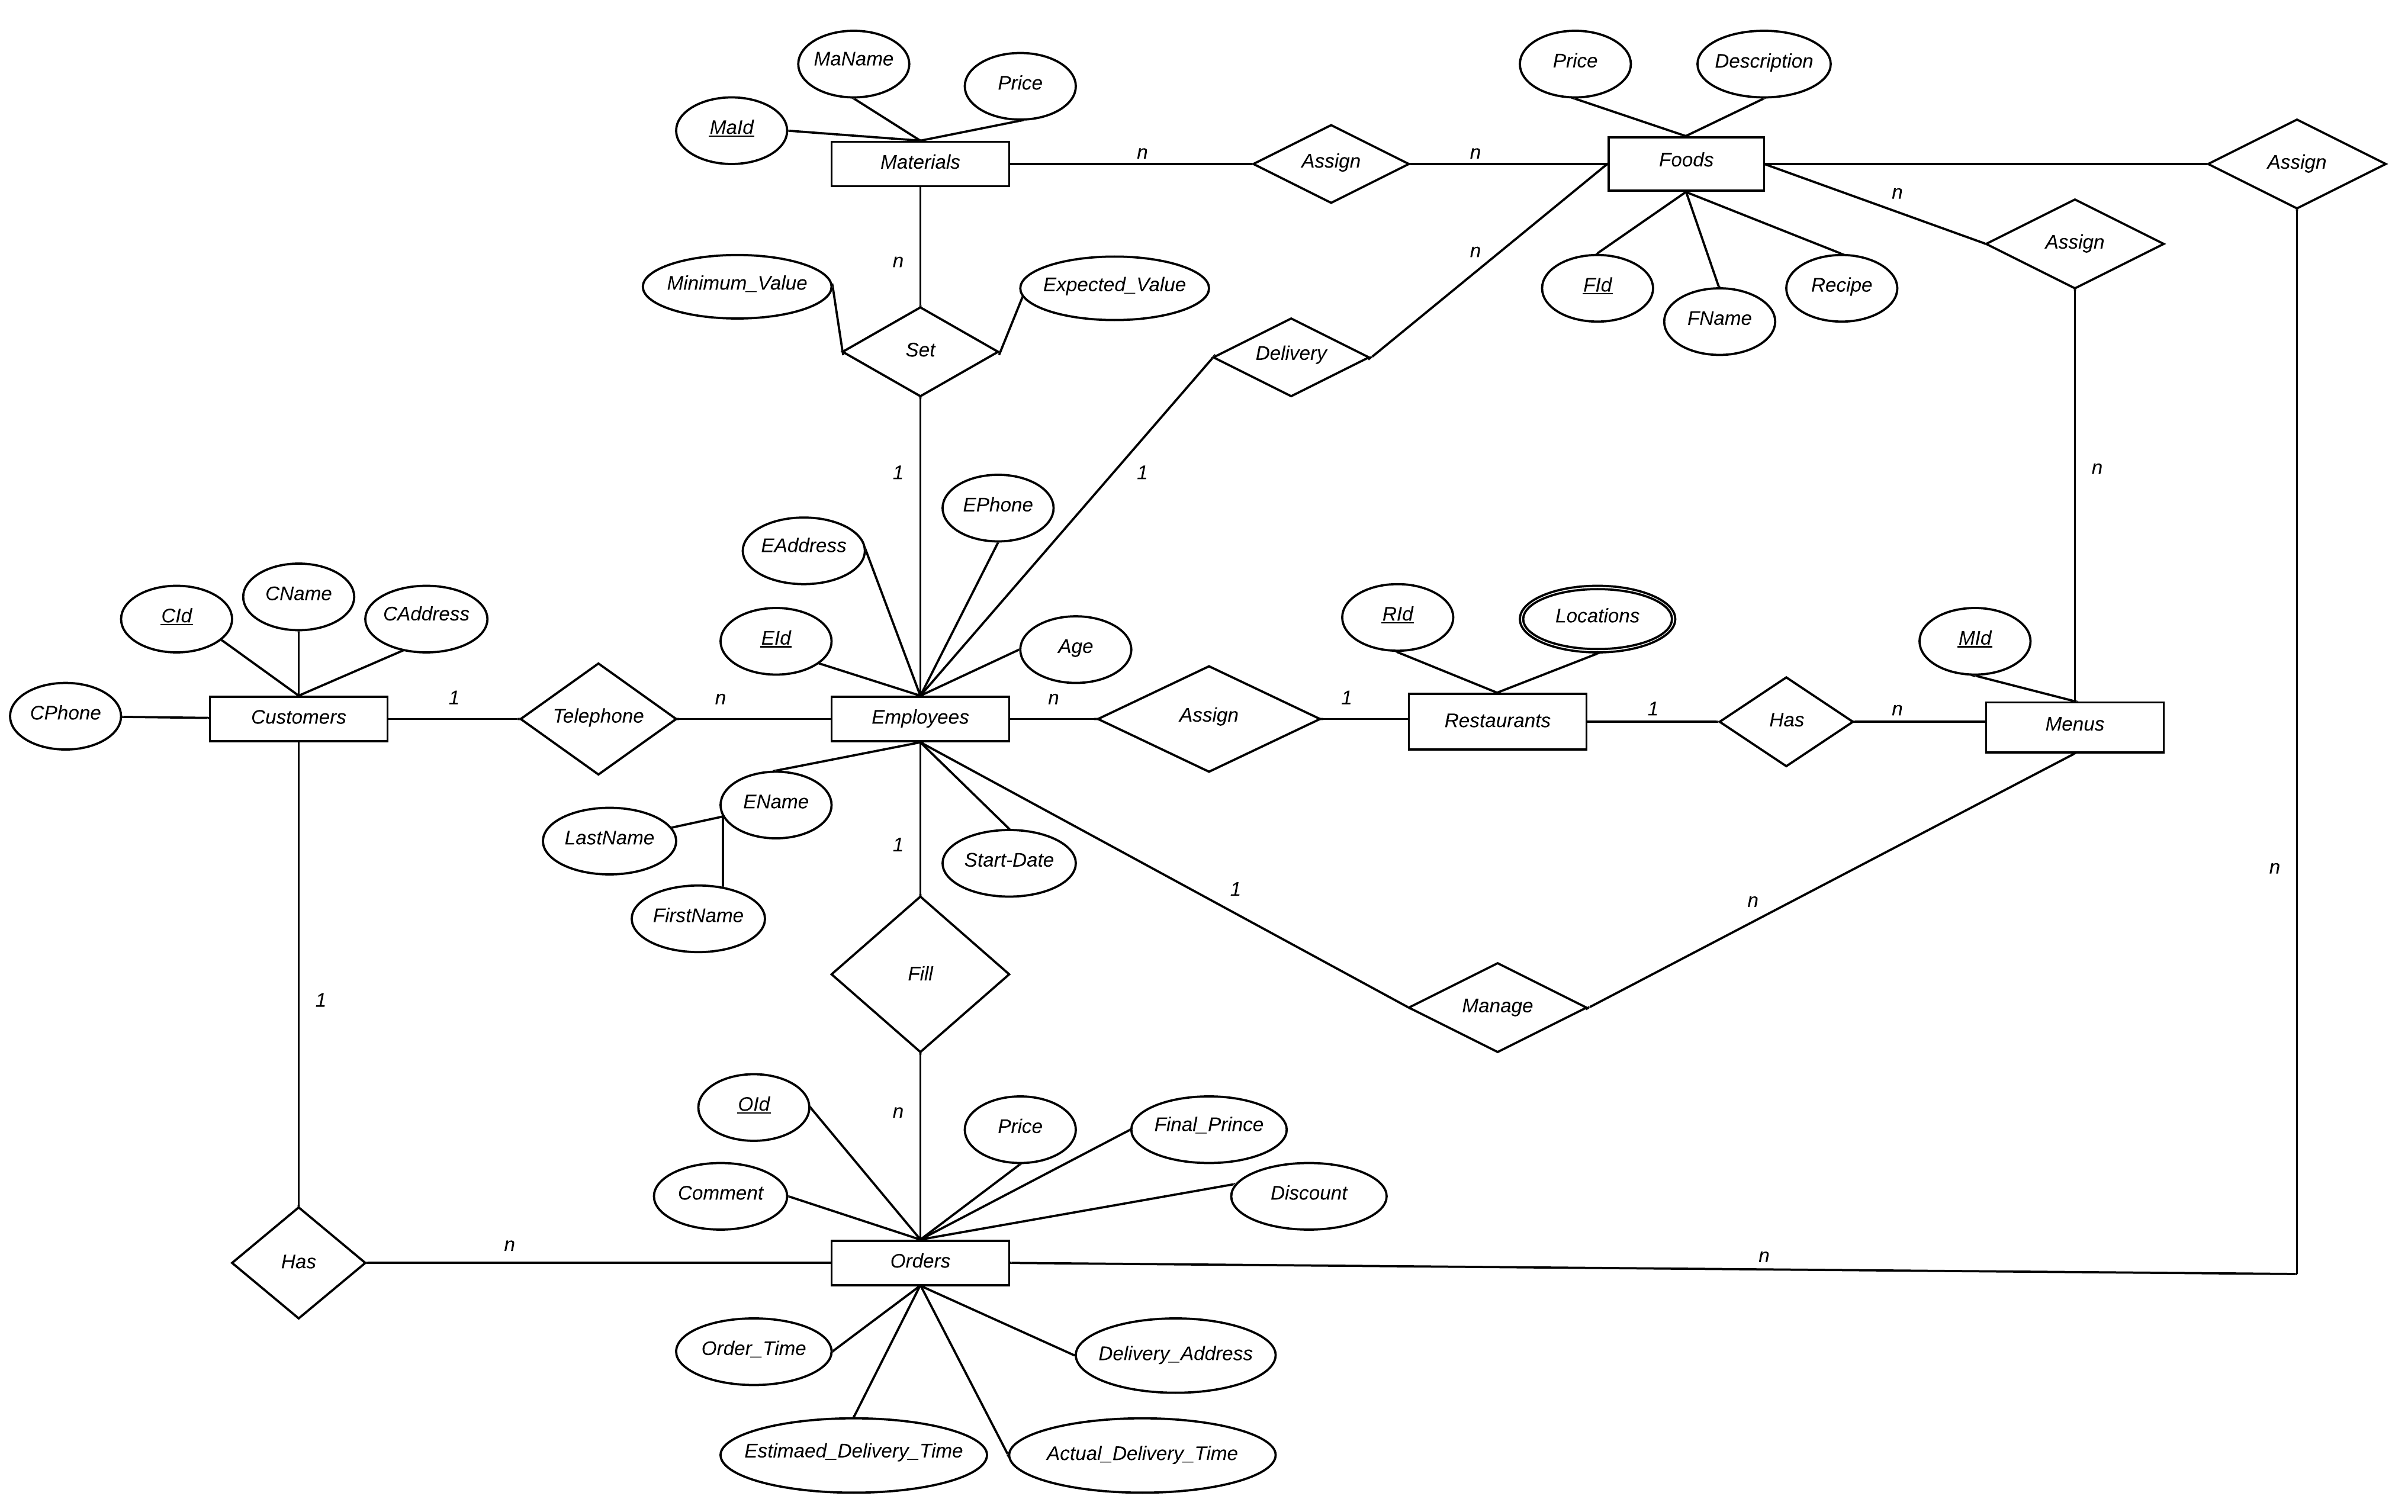 MaName
Price
MaId
Materials
n
Assign
n
Price
Description
Foods
Assign
n
Assign
n
FId
FName
Recipe
n
Minimum_Value
Expected_Value
Set
Delivery
1
1
n
EPhone
EAddress
EId
Age
CId
CName
CAddress
CPhone
Customers
1
Telephone
n
Employees
n
Assign
1
RId
Locations
Restaurants
1
Has
n
MId
Menus
EName
LastName
FirstName
1
Start-Date
1
n
n
Fill
Manage
1
n
OId
Price
Final_Prince
Comment
Discount
Has
n
Orders
n
Order_Time
Delivery_Address
Estimaed_Delivery_Time
Actual_Delivery_Time